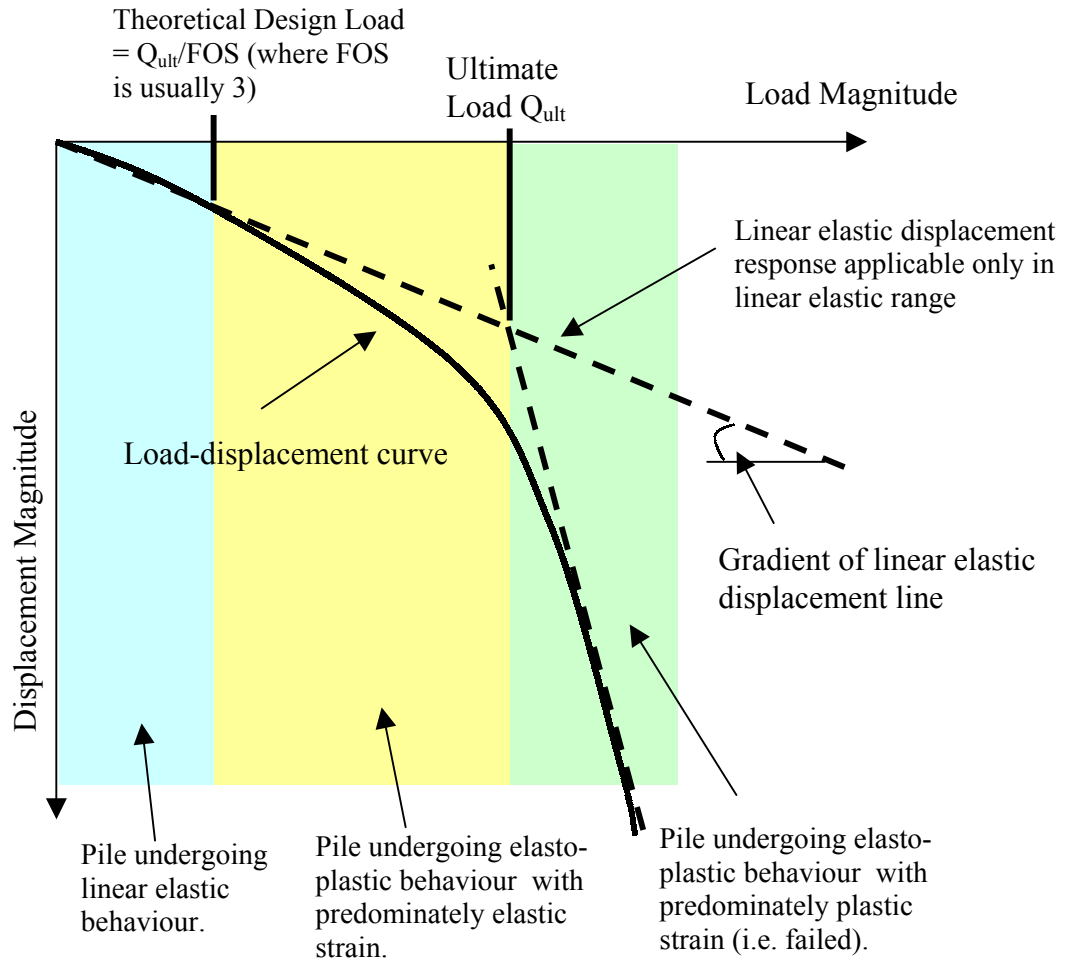 Theoretical Design Load
= Qult/FOS (where FOS
is usually 3)
Ultimate
Load Qult
Load Magnitude
Linear elastic displacement
response applicable only in
linear elastic range
Load-displacement curve
Gradient of linear elastic
displacement line
Displacement Magnitude
Pile undergoing
linear elastic
behaviour.
Pile undergoing elasto-
plastic behaviour with
predominately elastic
strain.
Pile undergoing elasto-
plastic behaviour with
predominately plastic
strain (i.e. failed).